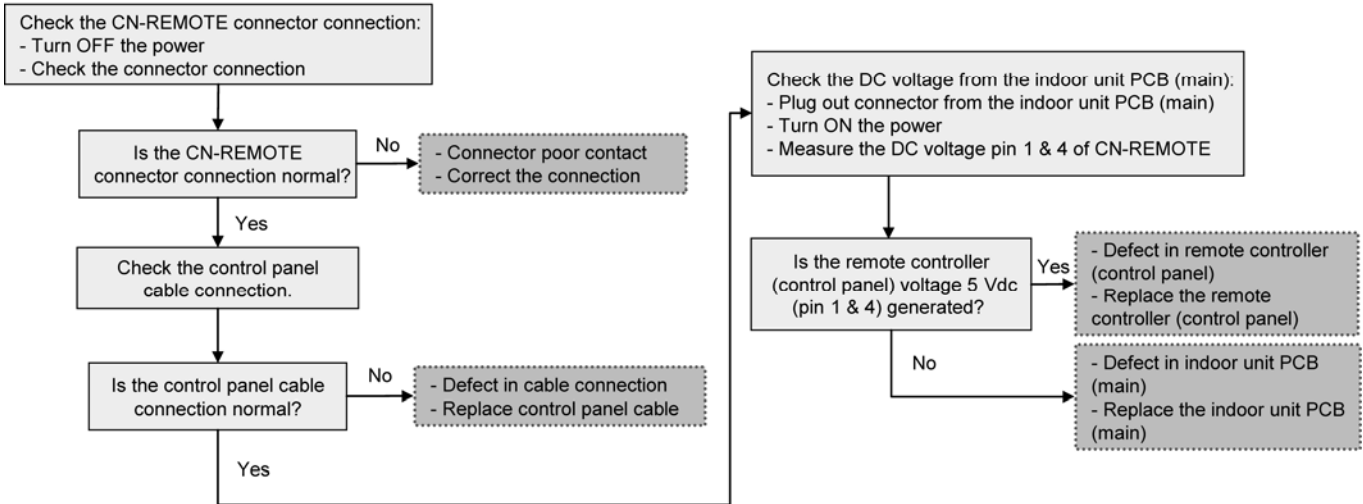 Check the CN-REMOTE connector connection:
- Turn OFF the power
- Check the connector connection
Is the CN-REMOTE
connector connection normal?
No
- Connector poor contact
- Correct the connection
Yes
Check the control panel
cable connection.
Is the control panel cable
connection normal?
No
- Defect in cable connection
- Replace control panel cable
Yes
Check the DC voltage from the indoor unit PCB (main):
- Plug out connector from the indoor unit PCB (main)
- Turn ON the power
- Measure the DC voltage pin 1 & 4 of CN-REMOTE
Is the remote controller
(control panel) voltage 5 Vdc
(pin 1 & 4) generated?
Yes
- Defect in remote controller
(control panel)
- Replace the remote
controller (control panel)
No
- Defect in indoor unit PCB
(main)
- Replace the indoor unit PCB
(main)